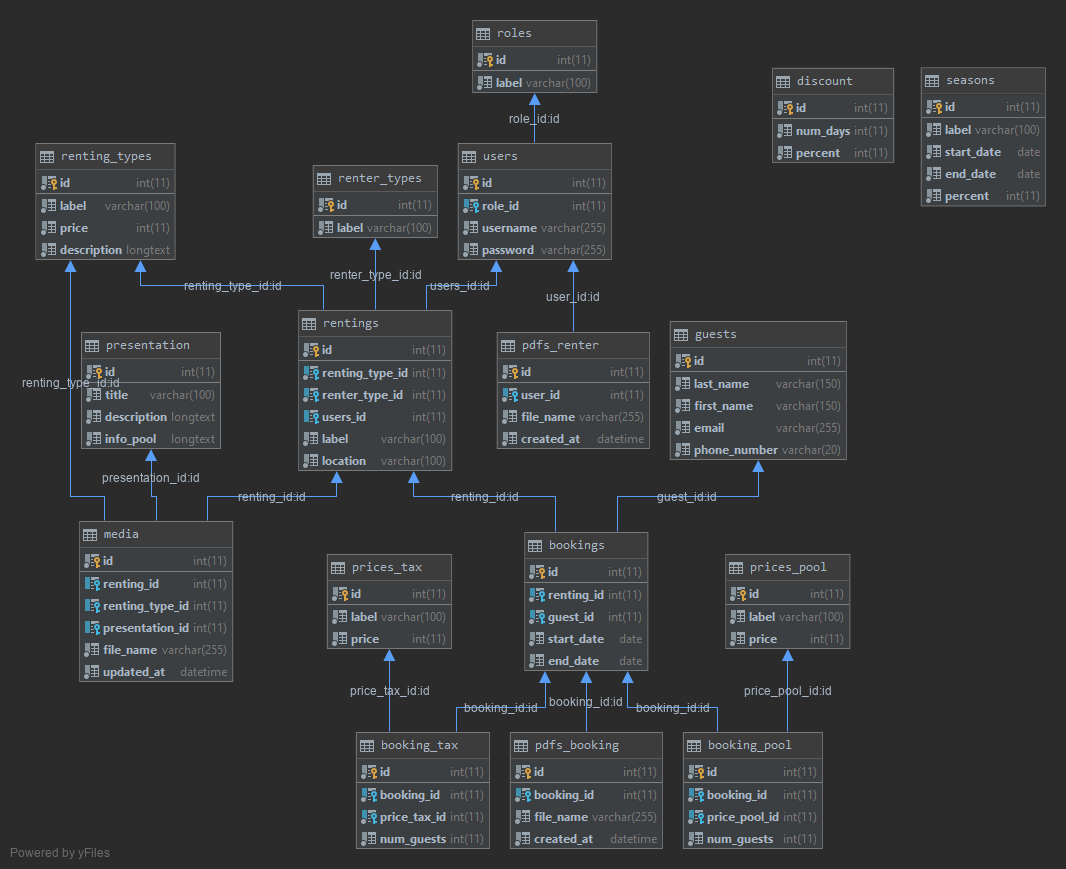 roles
id int(11)
label varchar(100)
role_id:id
discount
id int(11)
num_days int(11)
percent int(11)
seasons
id int(11)
label varchar(100)
start_date date
end_date date
percent int(11)
renting_types
id int(11)
label varchar(100)
price int(11)
description longtext
renter_types
id int(11)
label varchar(100)
users
id int(11)
role_id int(11)
username varchar(255)
password varchar(255)
renting_type_id:id
renter_type_id:id
users_id:id
user_id:id
renting_type_id:id
presentation
id int(11)
title varchar(100)
description longtext
info_pool longtext
rentings
id int(11)
renting_type_id int(11)
renter_type_id int(11)
users_id int(11)
label varchar(100)
location varchar(100)
pdfs_renter
id int(11)
user_id int(11)
file_name varchar(255)
created_at datetime
guests
id int(11)
last_name varchar(150)
first_name varchar(150)
email varchar(255)
phone_number varchar(20)
presentation_id:id
renting_id:id
renting_id:id
guest_id:id
media
id int(11)
renting_id int(11)
renting_type_id int(11)
presentation_id int(11)
file_name varchar(255)
updated_at datetime
prices_tax
id int(11)
label varchar(100)
price int(11)
bookings
id int(11)
renting_id int(11)
guest_id int(11)
start_date date
end_date date
prices_pool
id int(11)
label varchar(100)
price int(11)
price_tax_id:id
booking_id:id
booking_id:id
booking_id:id
price_pool_id:id
booking_tax
id int(11)
booking_id int(11)
price_tax_id int(11)
num_guests int(11)
pdfs_booking
id int(11)
booking_id int(11)
file_name varchar(255)
created_at datetime
booking_pool
id int(11)
booking_id int(11)
price_pool_id int(11)
num_guests int(11)
Powered by yFiles